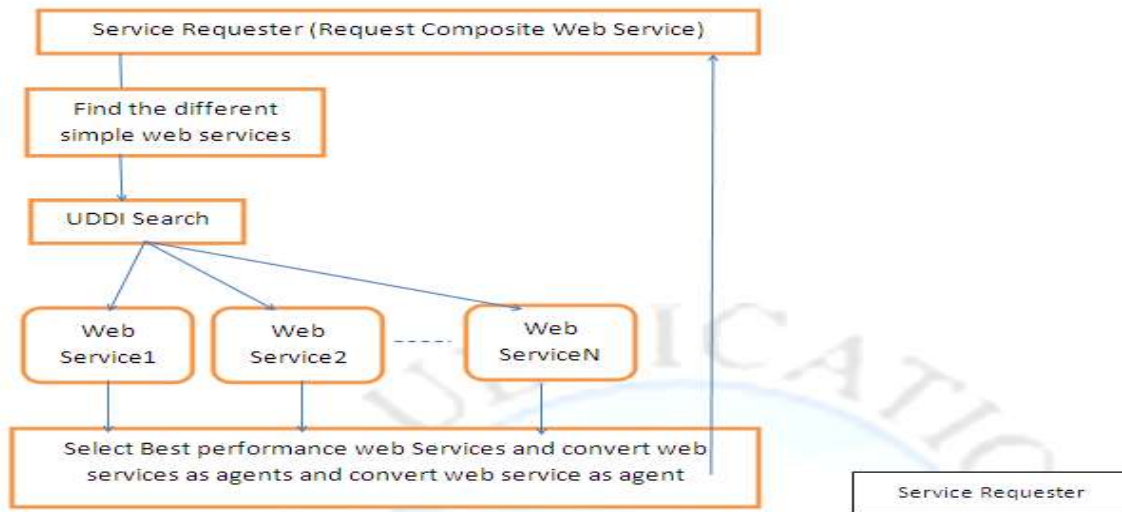 Service Requester (Request Composite Web Service)
Find the different
simple web services
UDDI Search
Web
Service1
Web
Service2
Web
ServiceN
Select Best performance web Services and convert web
services as agents and convert web service as agent
Service Requester